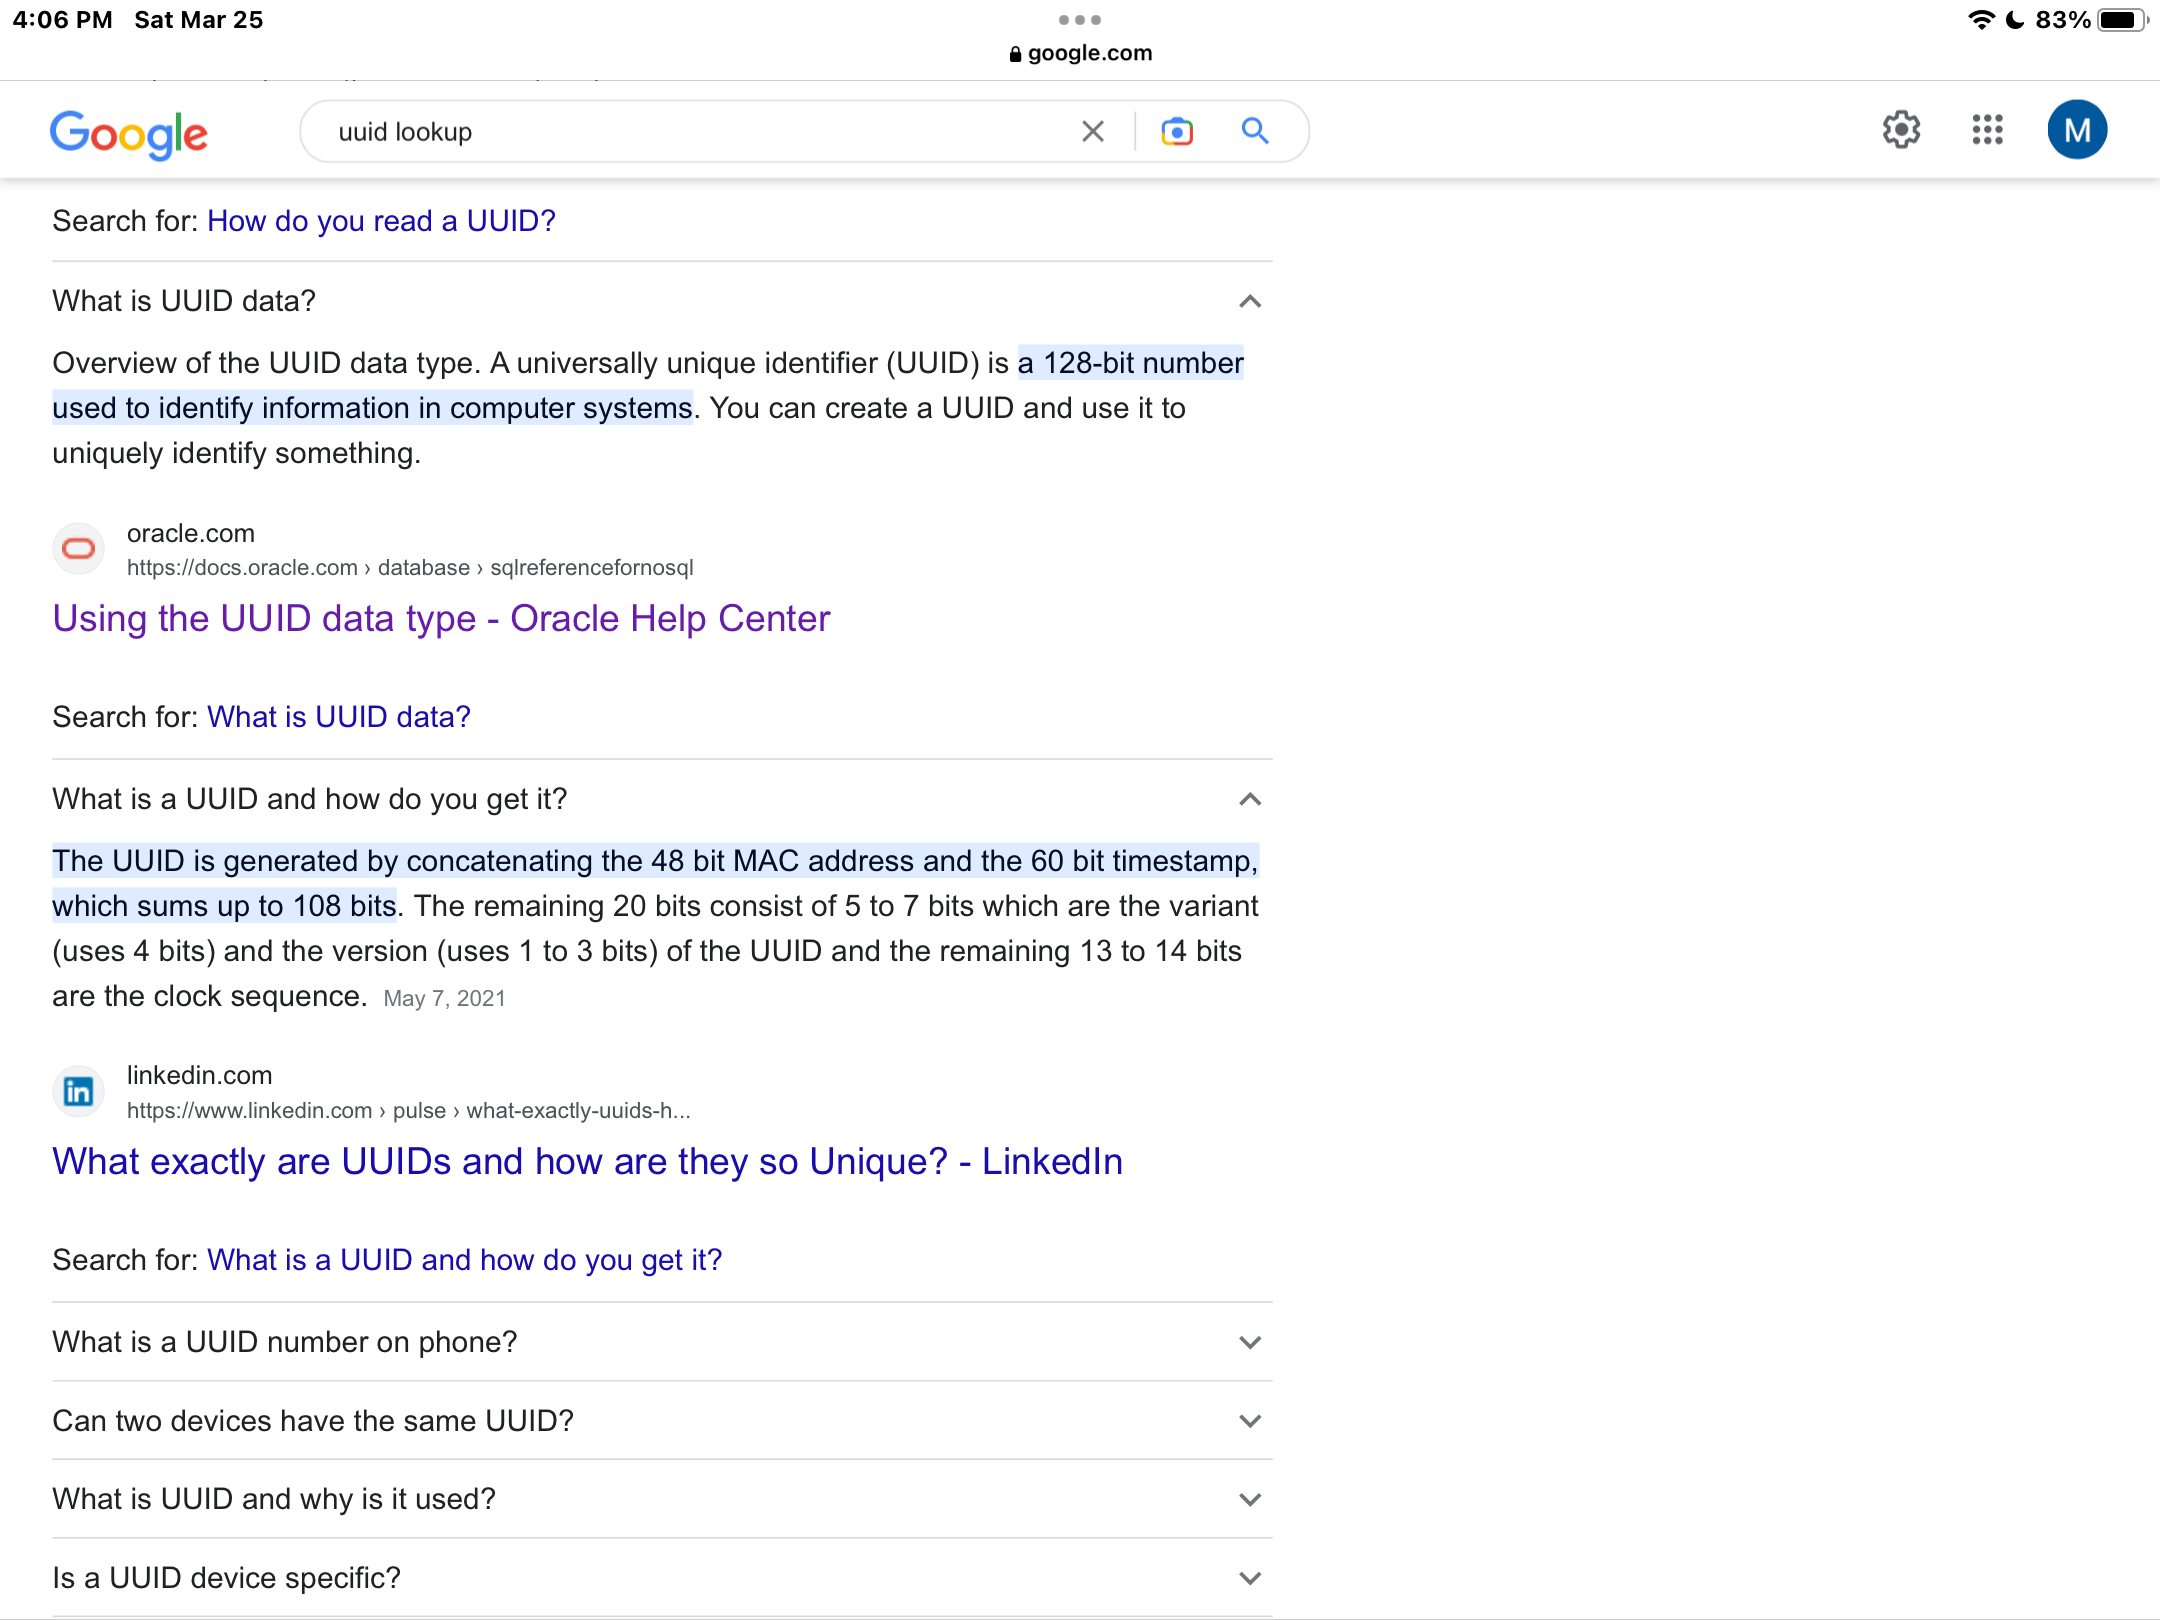 4:06 PM Sat Mar 25
83%
google.com
Google
uuid lookup
M
Search for: How do you read a UUID?
What is UUID data?
Overview of the UUID data type. A universally unique identifier (UUID) is a 128-bit number
used to identify information in computer systems. You can create a UUID and use it to
uniquely identify something.
oracle.com
https://docs.oracle.com › database › sqlreferencefornosql
Using the UUID data type - Oracle Help Center
Search for: What is UUID data?
What is a UUID and how do you get it?
The UUID is generated by concatenating the 48 bit MAC address and the 60 bit timestamp,
which sums up to 108 bits. The remaining 20 bits consist of 5 to 7 bits which are the variant
(uses 4 bits) and the version (uses 1 to 3 bits) of the UUID and the remaining 13 to 14 bits
are the clock sequence. May 7, 2021
in
linkedin.com
https://www.linkedin.com › pulse › what-exactly-uuids-h...
What exactly are UUIDs and how are they so Unique? - LinkedIn
Search for: What is a UUID and how do you get it?
What is a UUID number on phone?
Can two devices have the same UUID?
What is UUID and why is it used?
Is a UUID device specific?